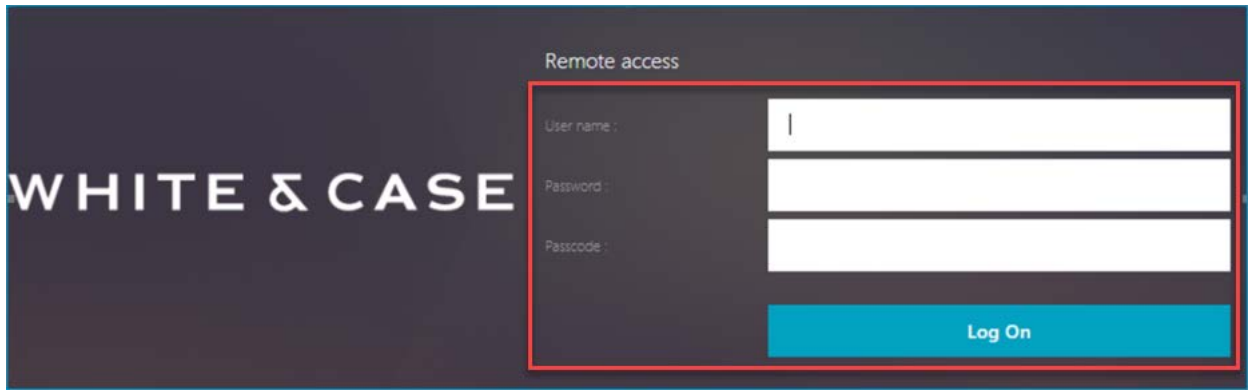 Remote access
User name :
WHITE & CASE
Password :
Passcode :
Log On